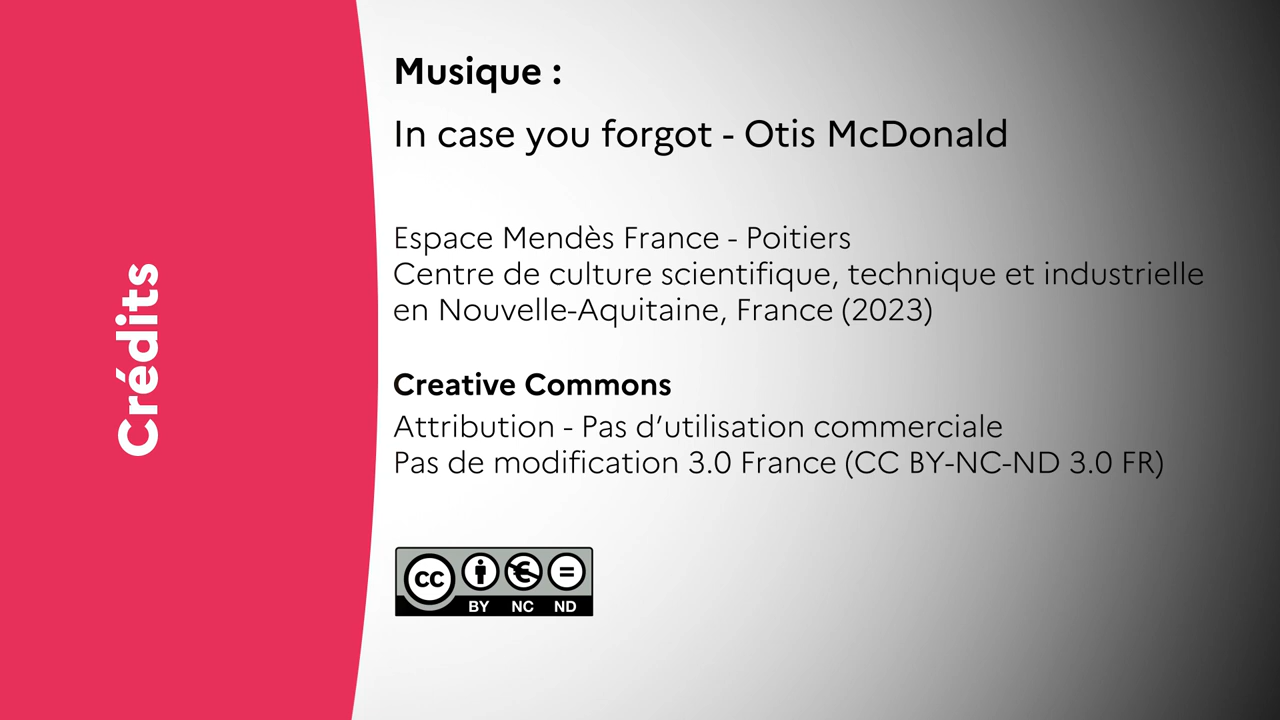 Crédits
Musique :
In case you forgot - Otis McDonald
Espace Mendès France - Poitiers
Centre de culture scientifique, technique et industrielle
en Nouvelle-Aquitaine, France (2023)
Creative Commons
Attribution - Pas d’utilisation commerciale
Pas de modification 3.0 France (CC BY-NC-ND 3.0 FR)
CC
BY NC ND